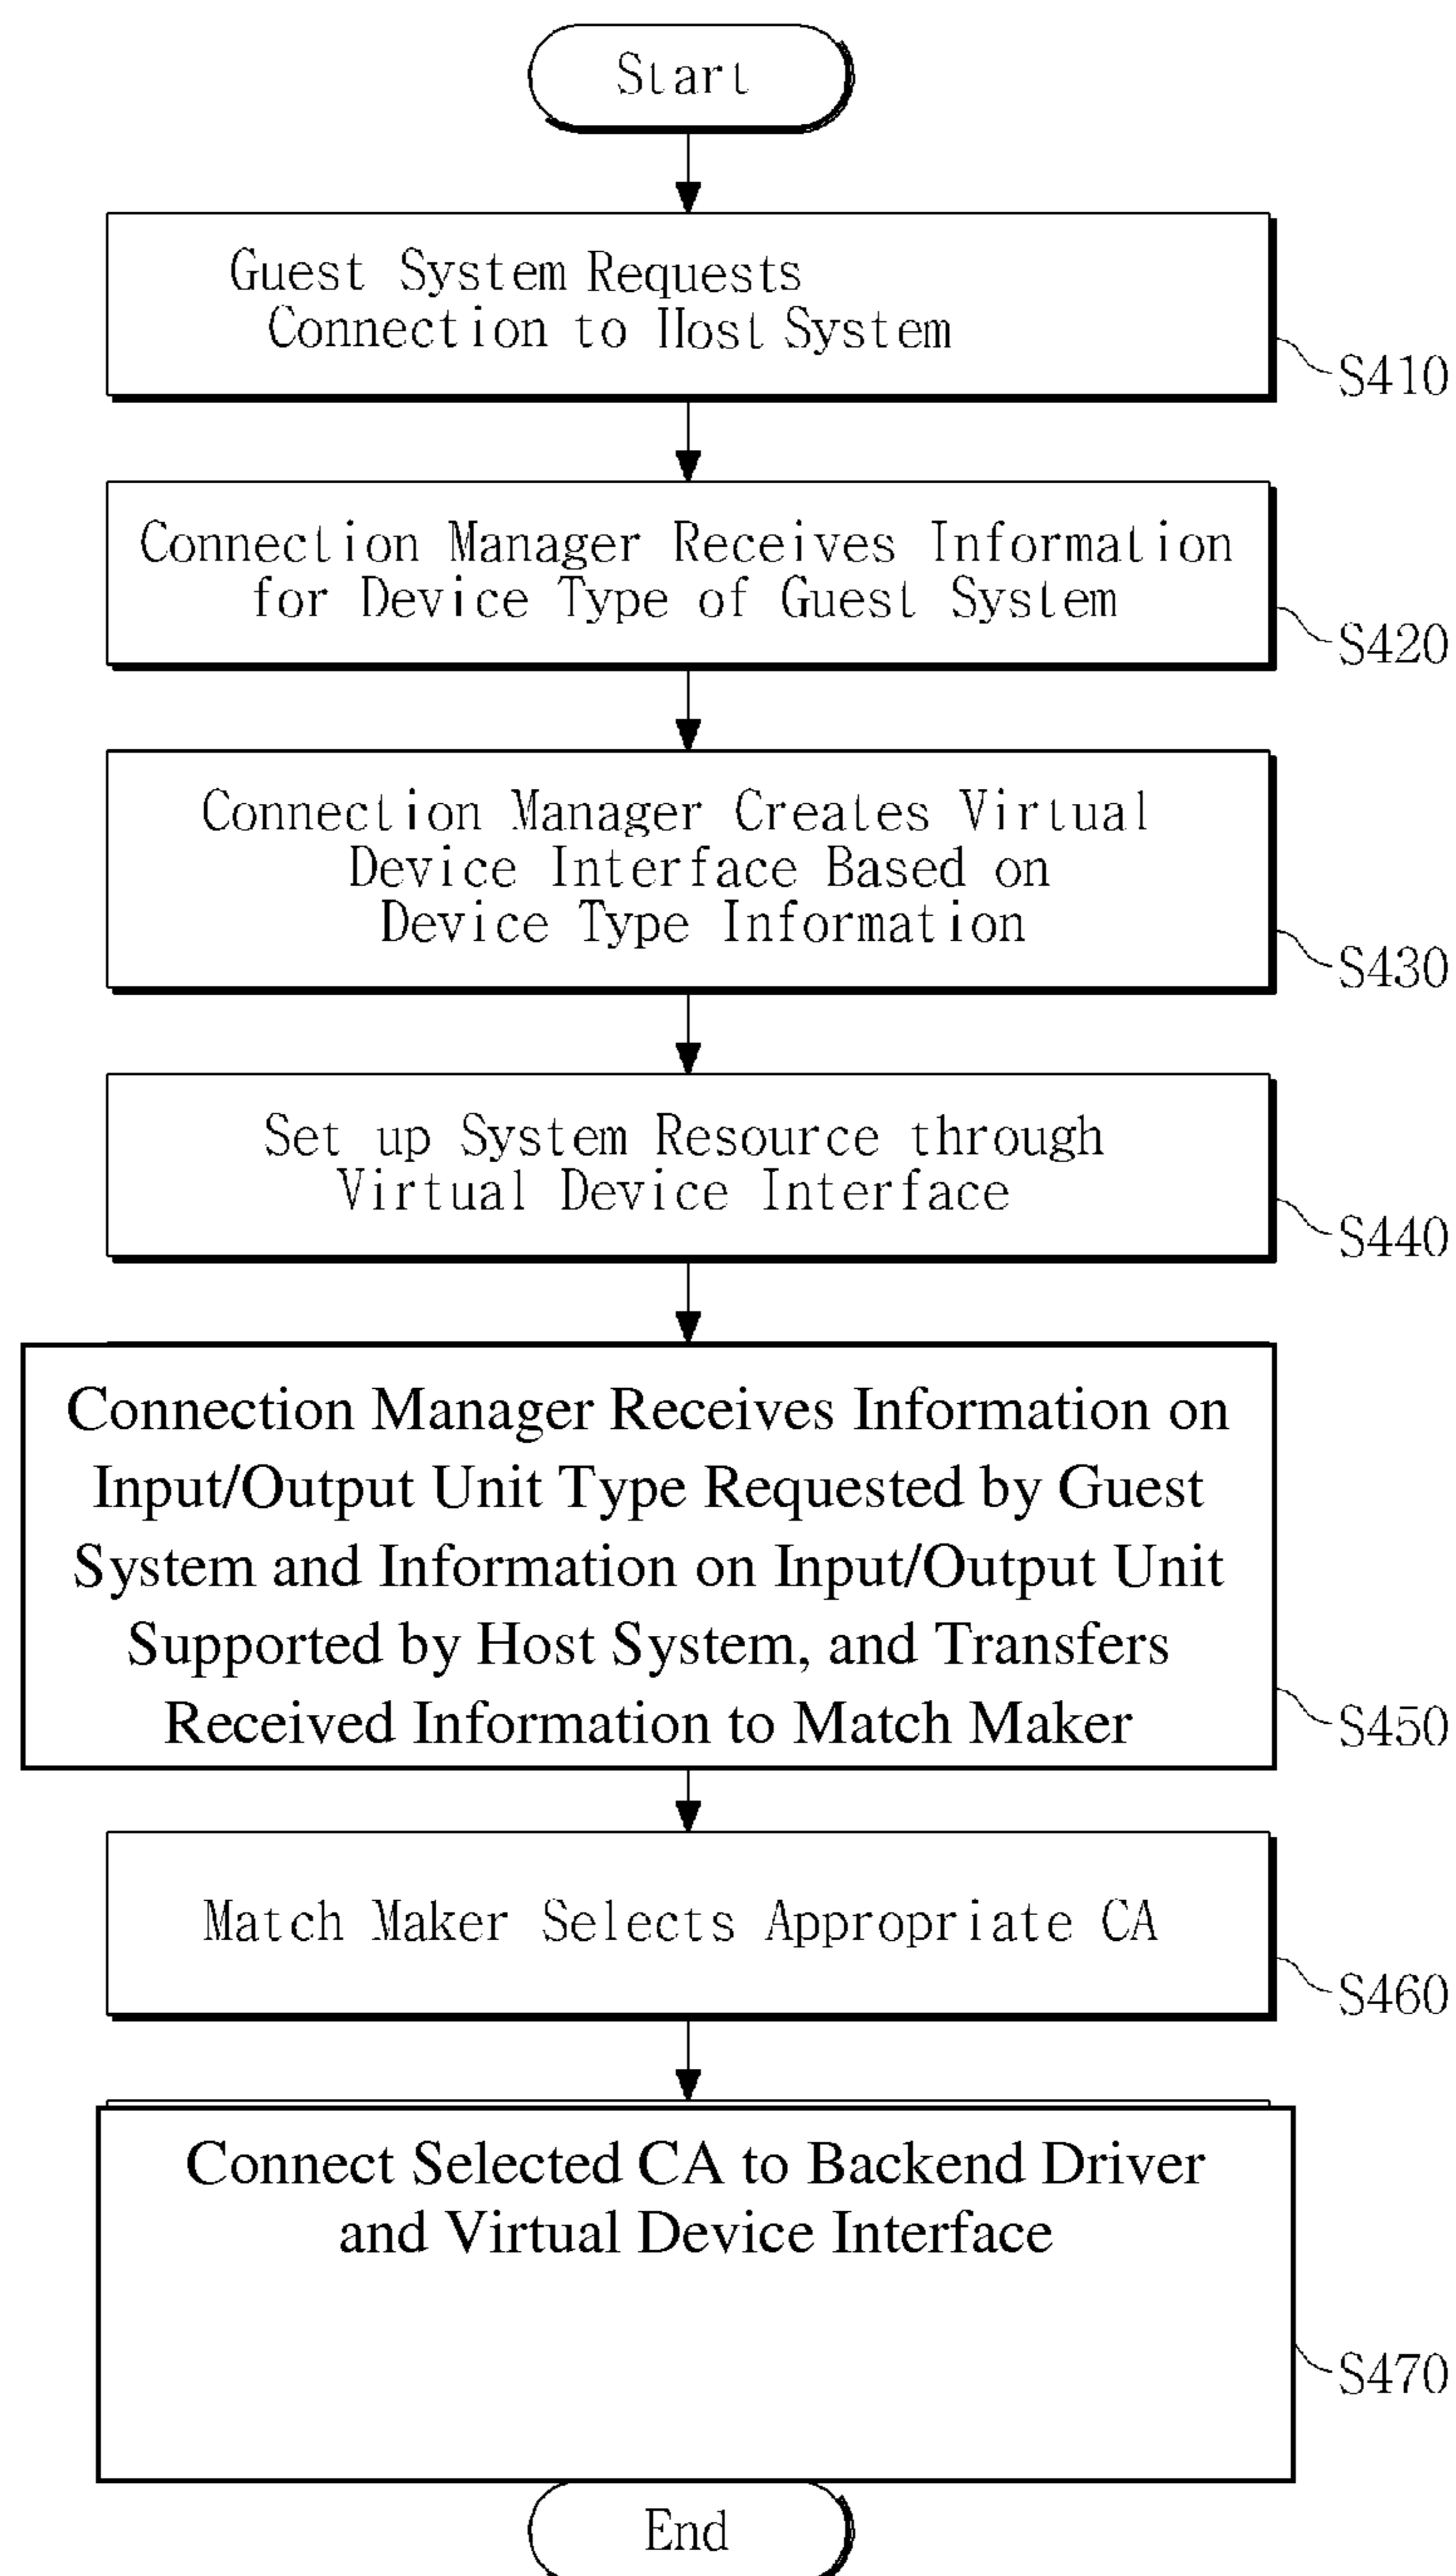 Start
Guest System Requests
Connection to Host System
S410
Connection Manager Receives Information
for Device Type of Guest System
S420
Connection Manager Creates Virtual
Device Interface Based on
Device Type Information
S430
Set up System Resource through
Virtual Device Interface
S440
Connection Manager Receives Information on
Input/Output Unit Type Requested by Guest
System and Information on Input/Output Unit
Supported by Host System, and Transfers
Received Information to Match Maker
S450
Match Maker Selects Appropriate CA
S460
Connect Selected CA to Backend Driver
and Virtual Device Interface
S470
End